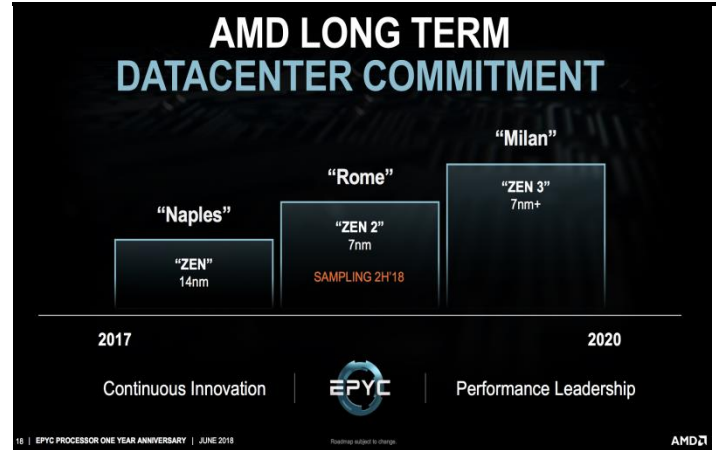 AMD LONG TERM
DATACENTER COMMITMENT
“Milan”
“Rome”
“Naples”
“ZEN 3”
7nm+
“ZEN 2”
7nm
SAMPLING 2H’18
“ZEN”
14nm
2017
2020
Continuous Innovation
EPYC
Performance Leadership
18 | EPYC PROCESSOR ONE YEAR ANNIVERSARY | JUNE 2018
Roadmap subject to change.
AMD